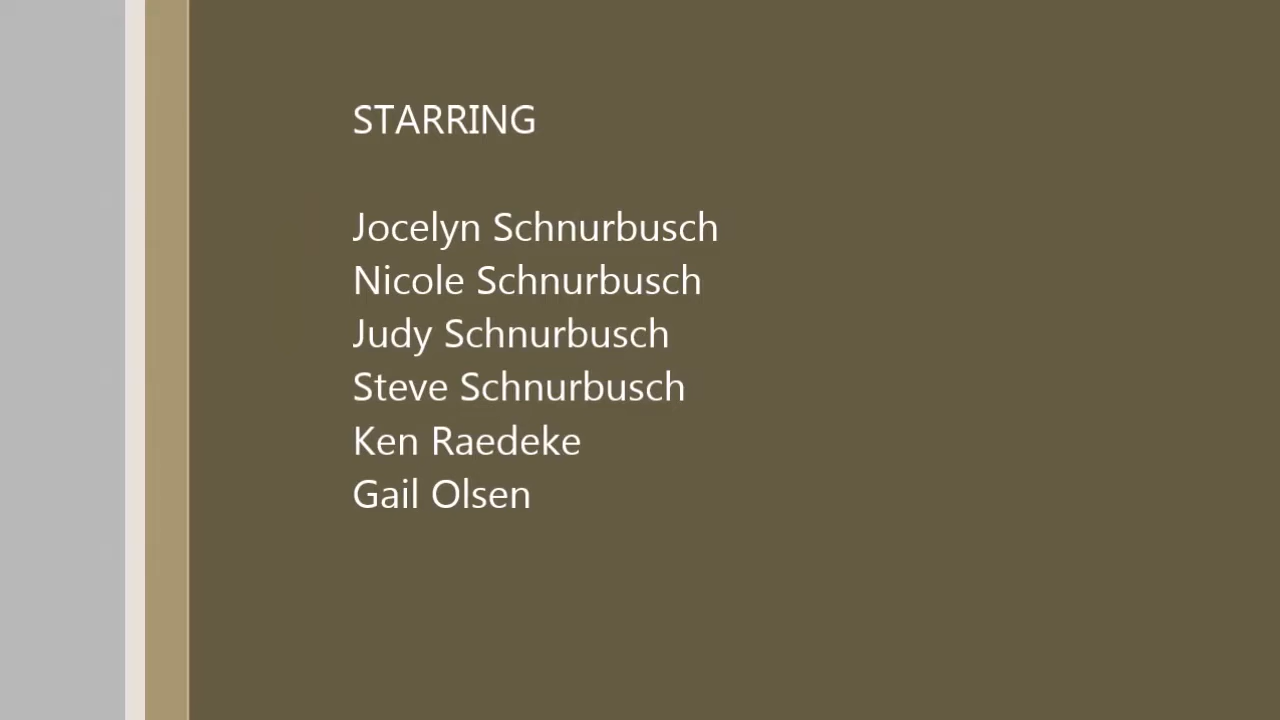 STARRING
Jocelyn Schnurbusch
Nicole Schnurbusch
Judy Schnurbusch
Steve Schnurbusch
Ken Raedeke
Gail Olsen